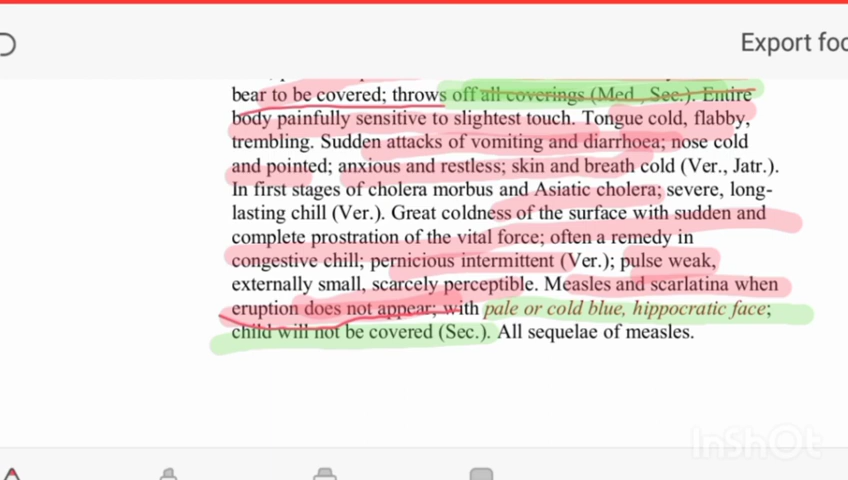 Export foc
bear to be covered; throws off all coverings (Med., Sec.). Entire
body painfully sensitive to slightest touch. Tongue cold, flabby,
trembling. Sudden attacks of vomiting and diarrhoea; nose cold
and pointed; anxious and restless; skin and breath cold (Ver., Jatr.).
In first stages of cholera morbus and Asiatic cholera; severe, long-
lasting chill (Ver.). Great coldness of the surface with sudden and
complete prostration of the vital force; often a remedy in
congestive chill; pernicious intermittent (Ver.); pulse weak,
externally small, scarcely perceptible. Measles and scarlatina when
eruption does not appear; with pale or cold blue, hippocratic face;
child will not be covered (Sec.). All sequelae of measles.
InShOt